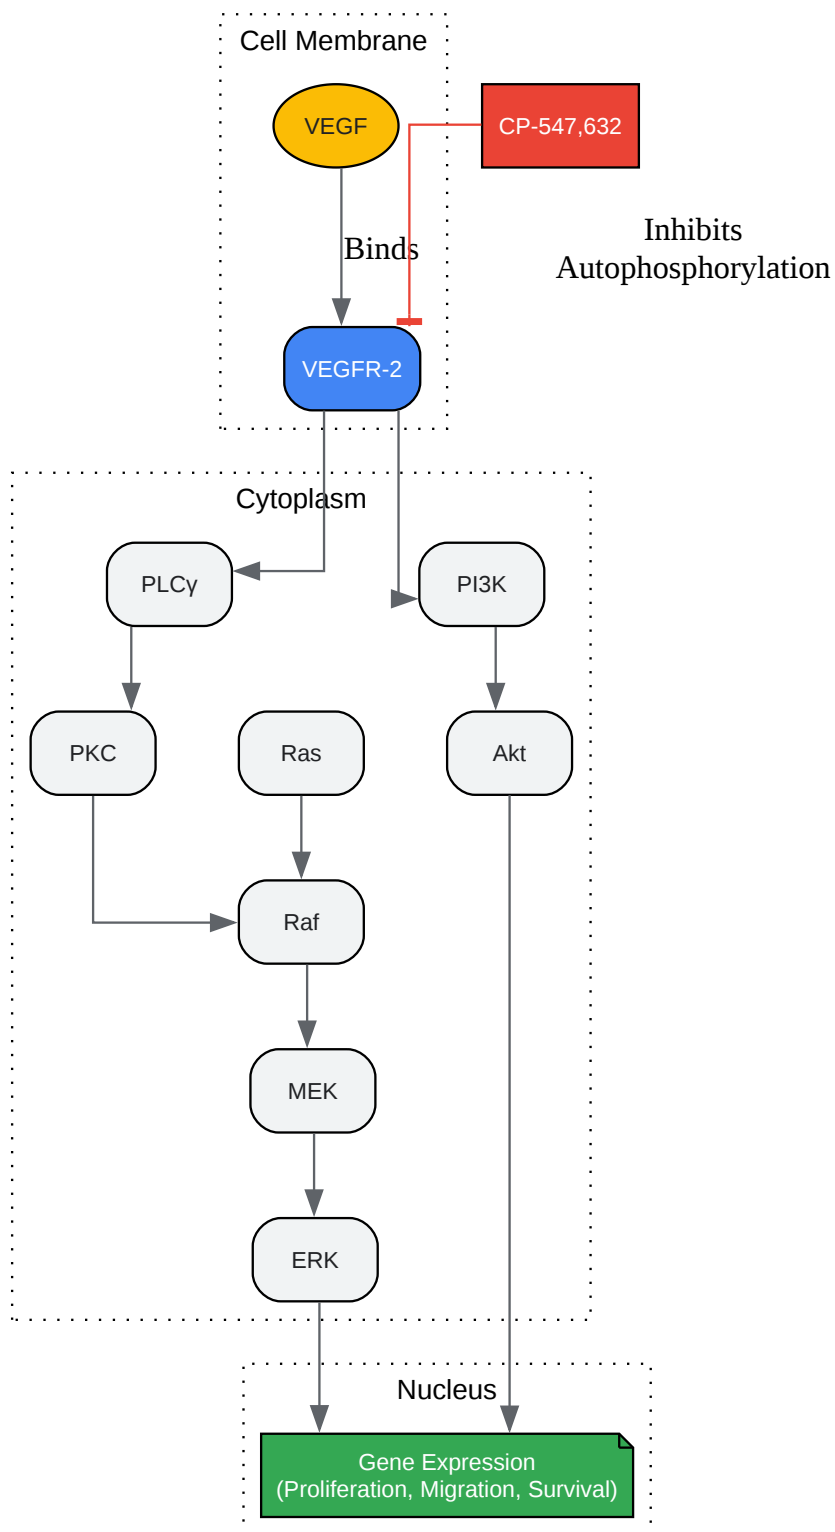 Cell Membrane
VEGF
CP-547,632
Binds
Inhibits
Autophosphorylation
VEGFR-2
Cytoplasm
PLCγ
PI3K
PKC
Ras
Akt
Raf
MEK
ERK
Nucleus
Gene Expression
(Proliferation, Migration, Survival)